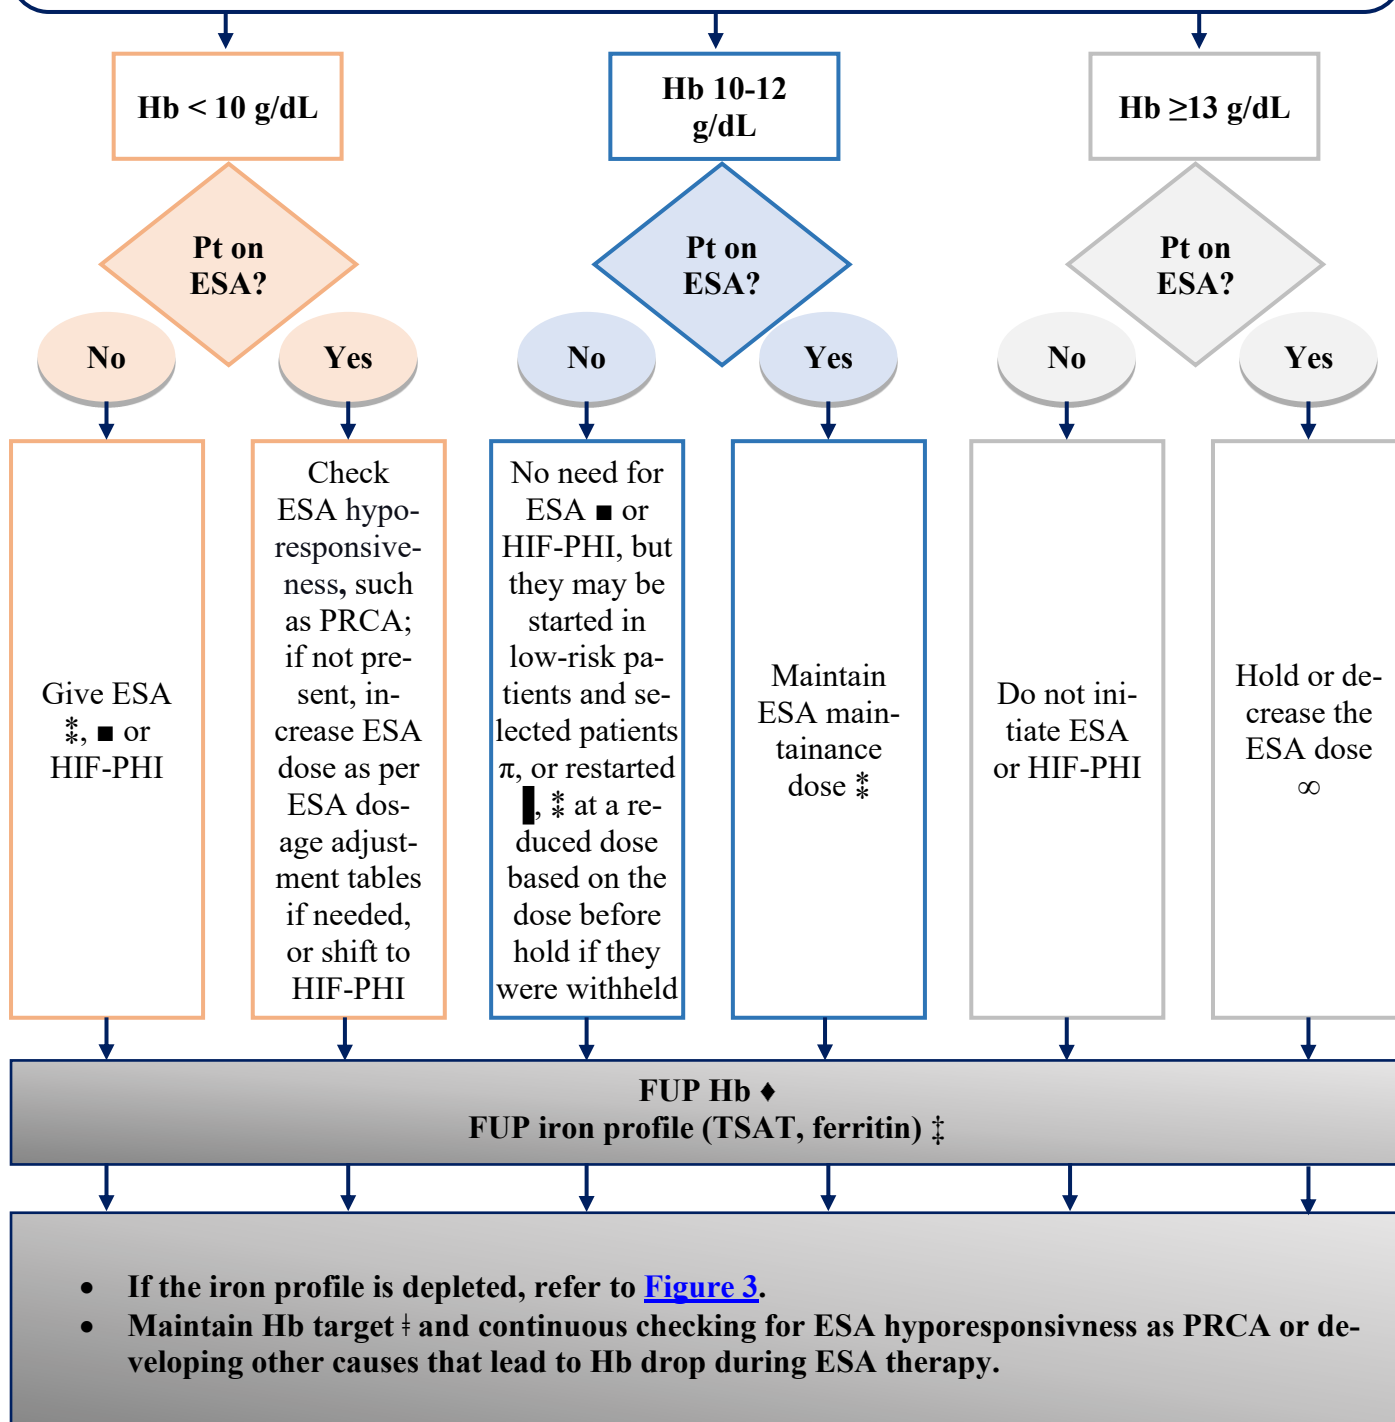 Hb < 10 g/dL
Hb 10-12
g/dL
Hb ≥13 g/dL
Pt on
ESA?
Pt on
ESA?
Pt on
ESA?
No
Yes
No
Yes
No
Yes
Give ESA
⁑, ■ or
HIF-PHI
Check
ESA hypo-
responsive-
ness, such
as PRCA;
if not pre-
sent, in-
crease ESA
dose as per
ESA dos-
age adjust-
ment tables
if needed,
or shift to
HIF-PHI
No need for
ESA ■ or
HIF-PHI, but
they may be
started in
low-risk pa-
tients and se-
lected patients
π, or restarted
▌, ⁑ at a re-
duced dose
based on the
dose before
hold if they
were withheld
Maintain
ESA main-
tainance
dose ⁑
Do not ini-
tiate ESA
or HIF-PHI
Hold or de-
crease the
ESA dose
∞
FUP Hb ♦
FUP iron profile (TSAT, ferritin) ‡
• If the iron profile is depleted, refer to Figure 3.
• Maintain Hb target ǂ and continuous checking for ESA hyporesponsivness as PRCA or de-
veloping other causes that lead to Hb drop during ESA therapy.